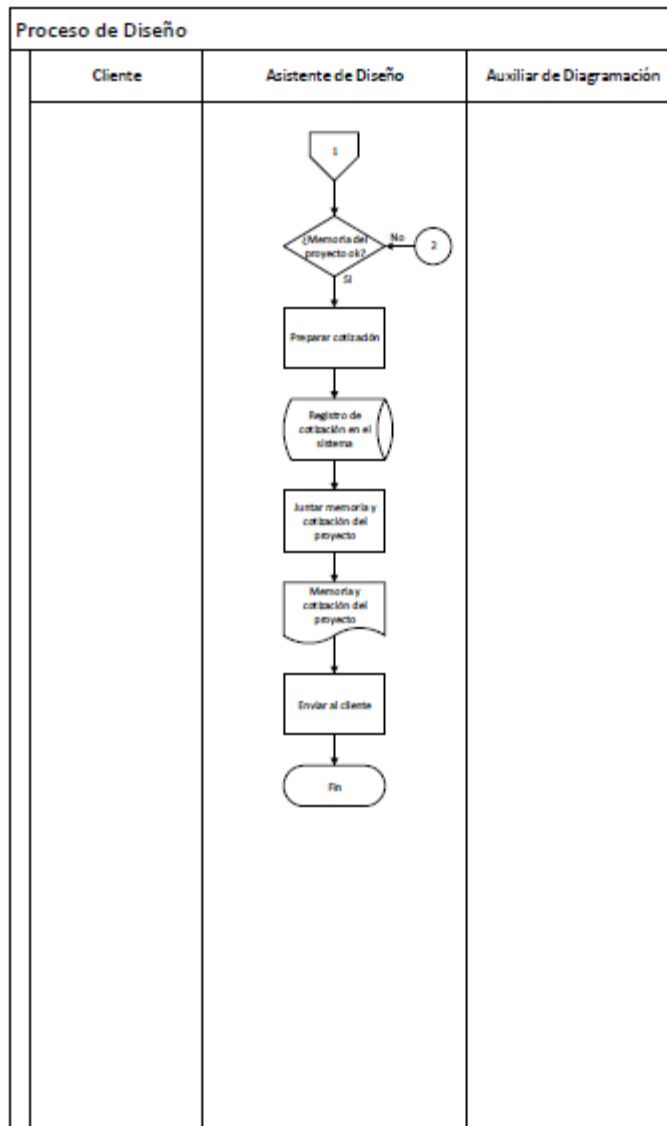 Proceso de Diseño
Cliente
Asistente de Diseño
Auxiliar de Diagramación
1
¿Memoria del
proyecto ok?
No
2
Si
Preparar cotización
Registro de
cotización en el
sistema
Juntar memoria y
cotización del
proyecto
Memoria y
cotización del
proyecto
Enviar al cliente
Fin